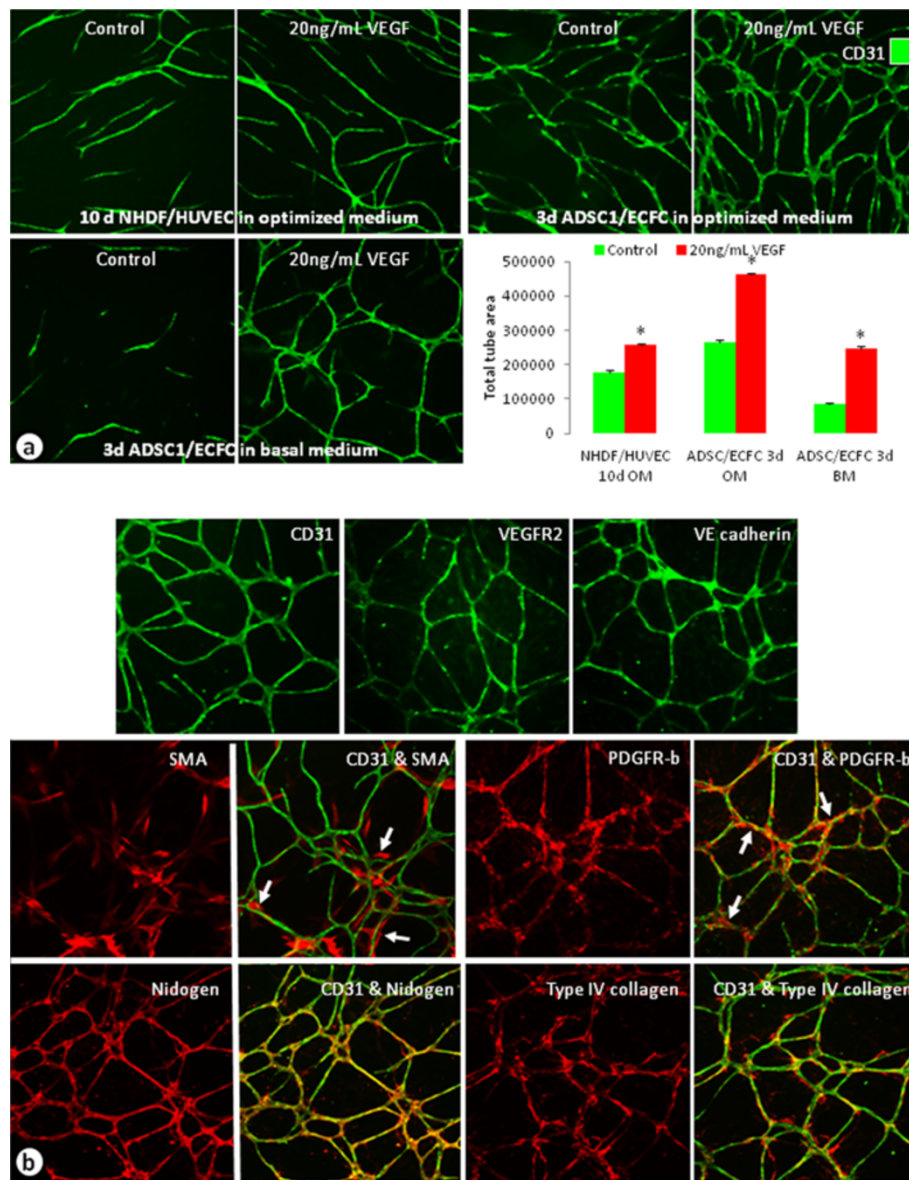 Control
20ng/mL VEGF
10 d NHDF/HUVEC in optimized medium
Control
20ng/mL VEGF
CD31
3d ADSC1/ECFC in optimized medium
Control
20ng/mL VEGF
3d ADSC1/ECFC in basal medium
a
Control
20ng/mL VEGF
Total tube area
500000
400000
300000
200000
100000
0
*
*
*
NHDF/HUVEC
10d OM
ADSC/ECFC 3d
OM
ADSC/ECFC 3d
BM
CD31
VEGFR2
VE cadherin
SMA
CD31 & SMA
PDGFR-b
CD31 & PDGFR-b
Nidogen
CD31 & Nidogen
Type IV collagen
CD31 & Type IV collagen
b